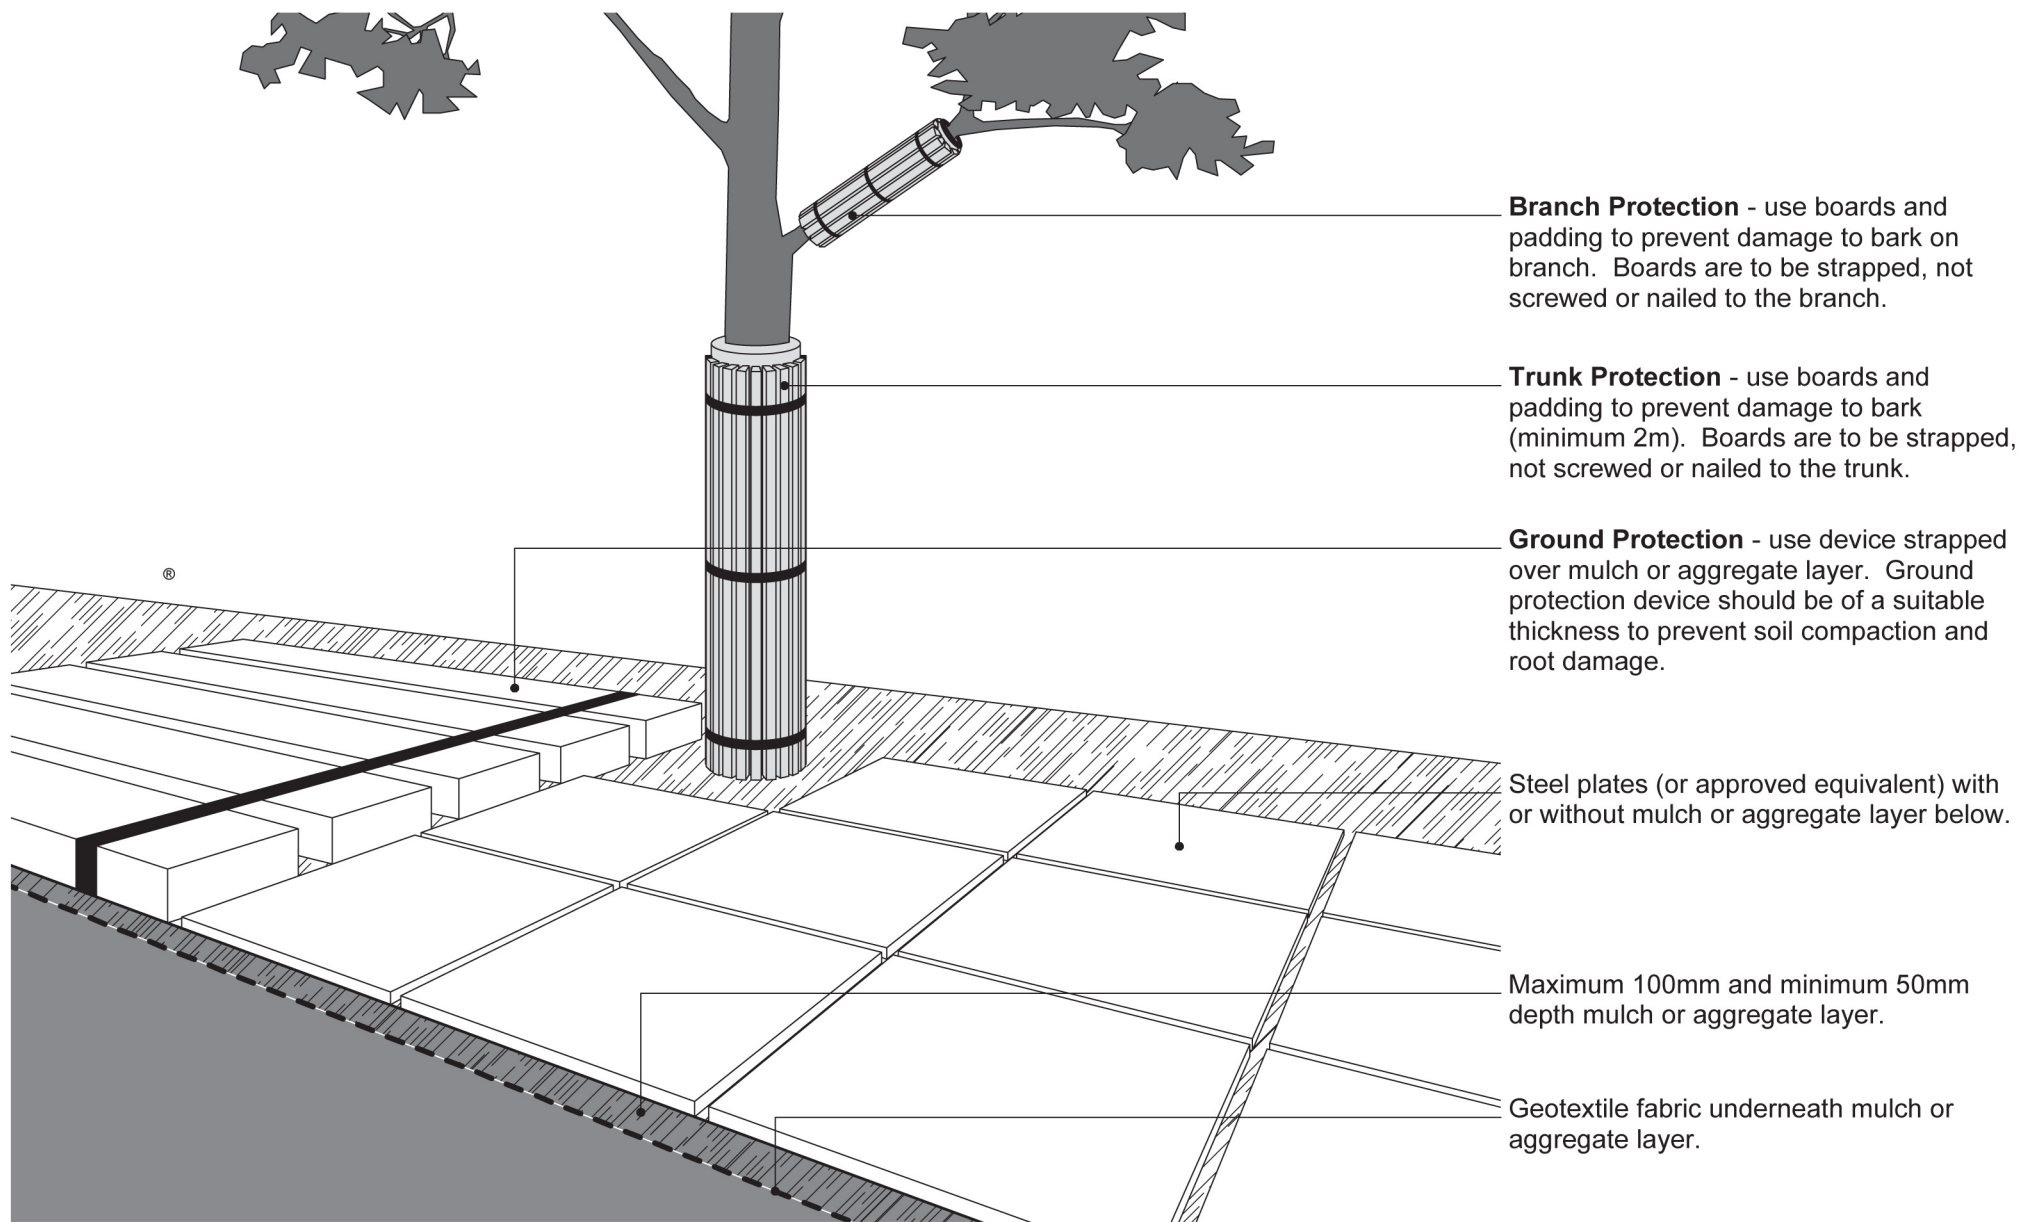 Branch Protection - use boards and
padding to prevent damage to bark on
branch. Boards are to be strapped, not
screwed or nailed to the branch.
Trunk Protection - use boards and
padding to prevent damage to bark
(minimum 2m). Boards are to be strapped,
not screwed or nailed to the trunk.
Ground Protection - use device strapped
over mulch or aggregate layer. Ground
protection device should be of a suitable
thickness to prevent soil compaction and
root damage.
®
Steel plates (or approved equivalent) with
or without mulch or aggregate layer below.
Maximum 100mm and minimum 50mm
depth mulch or aggregate layer.
Geotextile fabric underneath mulch or
aggregate layer.